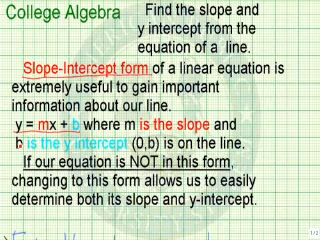 College Algebra
Find the slope and
y intercept from the
equation of a line.
Slope-Intercept form of a linear equation is
extremely useful to gain important
information about our line.
y = mx + b where m is the slope and
b is the y intercept (0,b) is on the line.
If our equation is NOT in this form,
changing to this form allows us to easily
determine both its slope and y-intercept.
1/2